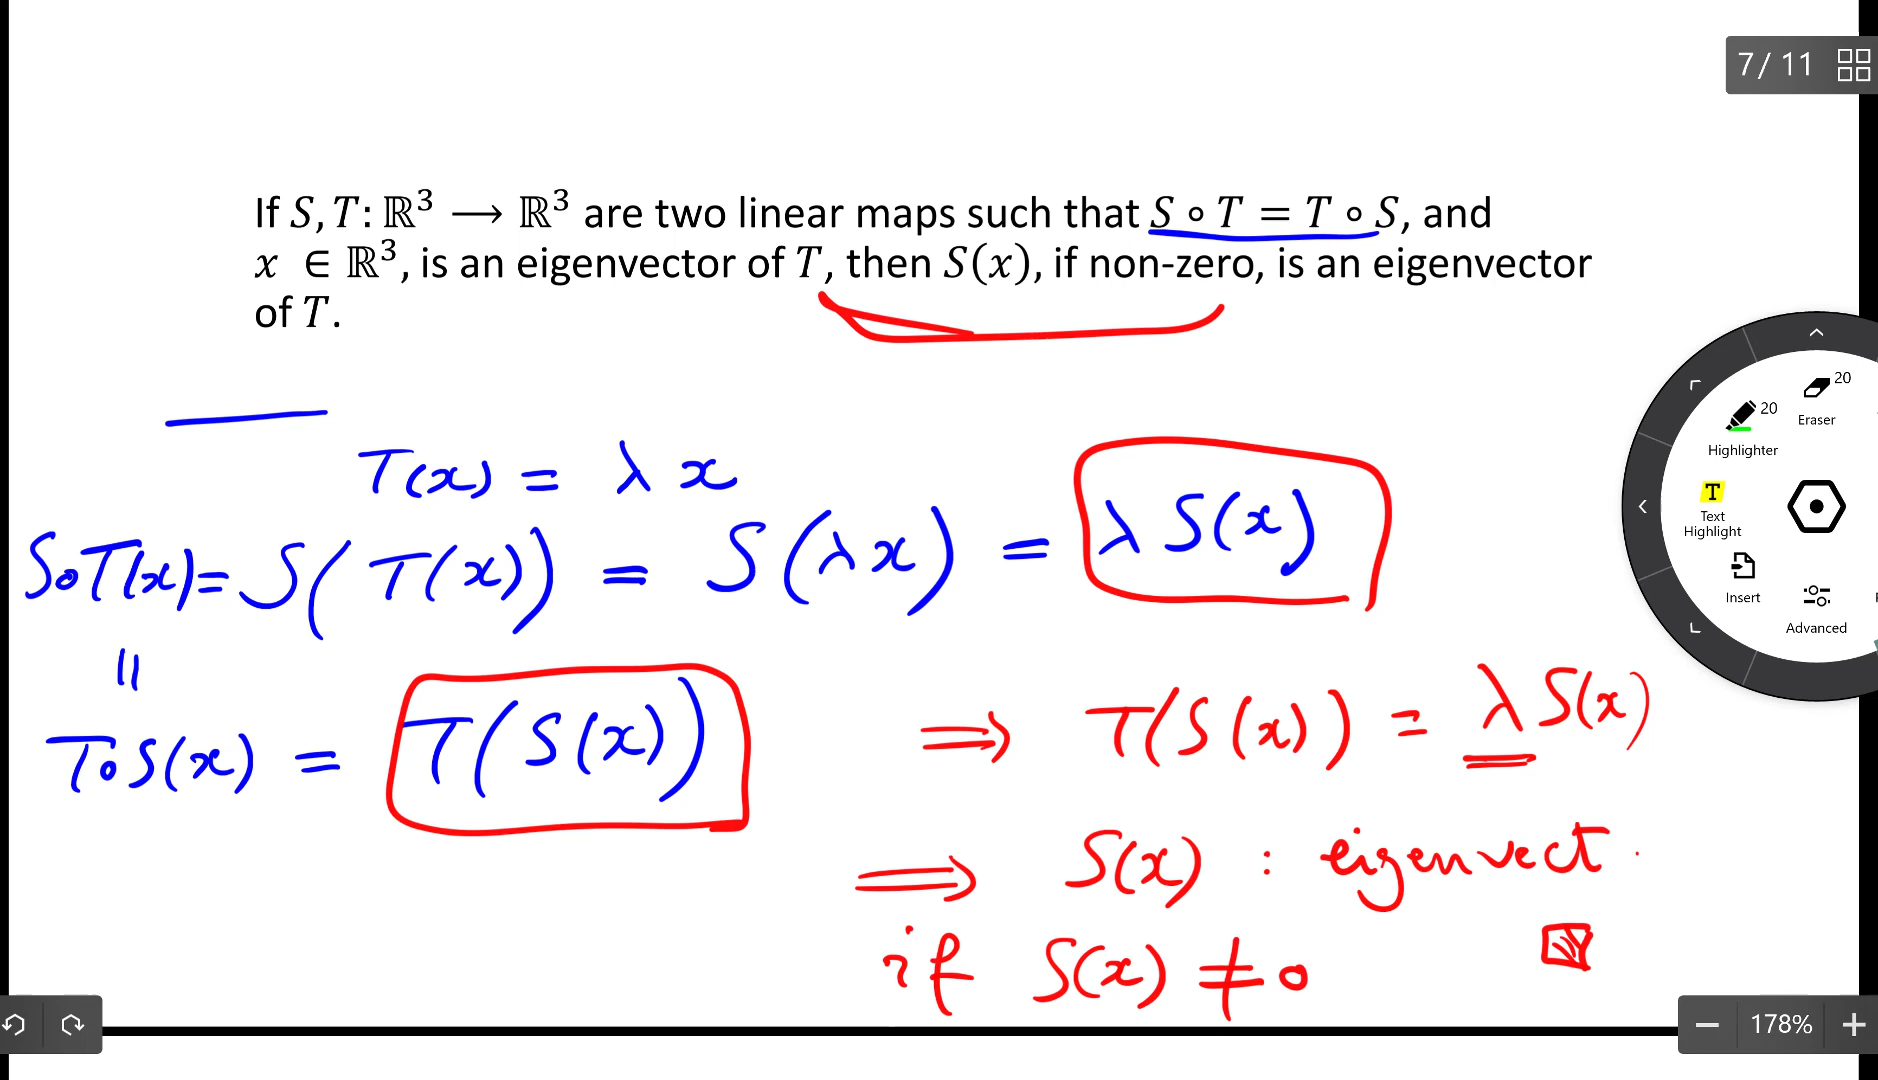 7/ 11
If S, T: ℝ³ ⟶ ℝ³ are two linear maps such that S ∘ T = T ∘ S, and
x ∈ ℝ³, is an eigenvector of T, then S(x), if non-zero, is an eigenvector
of T.
T(x) = λ x
S∘T(x) = S( T(x)) = S(λx) = λ S(x)
||
T∘S(x) = T(S(x))
⟹ T(S(x)) = λ S(x)
⟹ S(x) : eigenvect.
if S(x) ≠ 0
20
Eraser
20
Highlighter
T
Text
Highlight
Insert
Advanced
178%